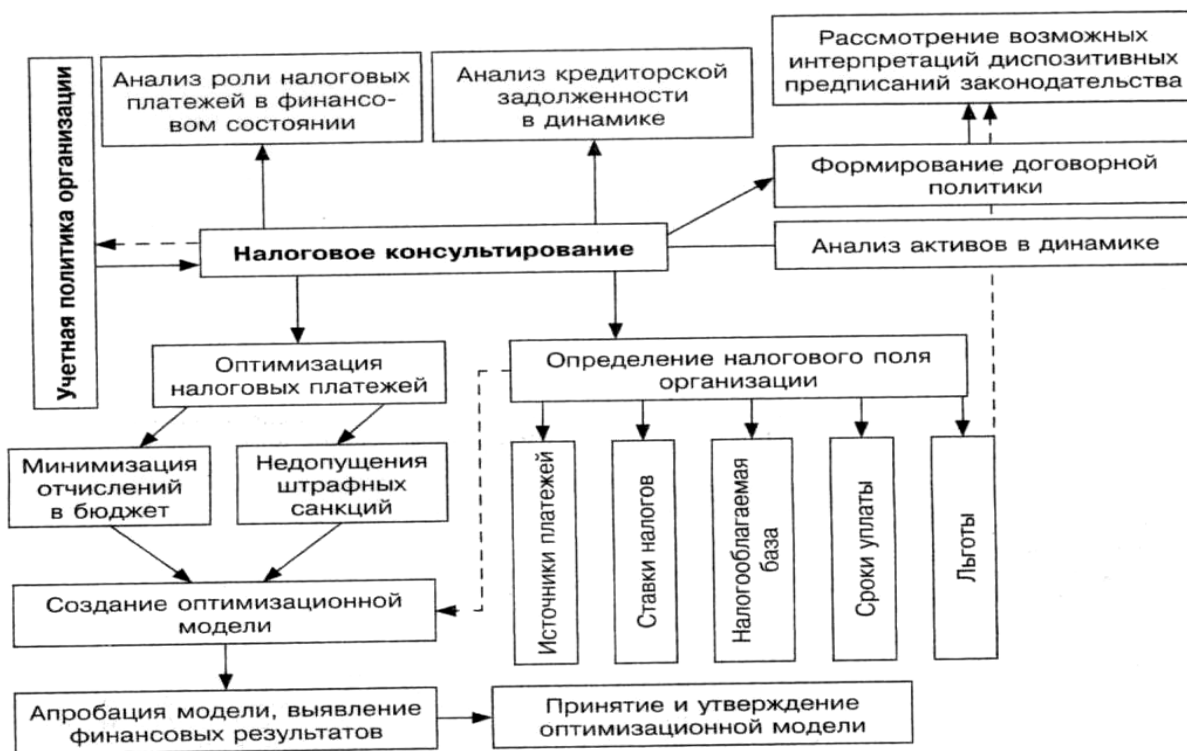 Учетная политика организации
Анализ роли налоговых
платежей в финансо-
вом состоянии
Анализ кредиторской
задолженности
в динамике
Рассмотрение возможных
интерпретаций диспозитивных
предписаний законодательства
Формирование договорной
политики
Налоговое консультирование
Анализ активов в динамике
Оптимизация
налоговых платежей
Определение налогового поля
организации
Минимизация
отчислений
в бюджет
Недопущения
штрафных
санкций
Источники платежей
Ставки налогов
Налогооблагаемая
база
Сроки уплаты
Льготы
Создание оптимизационной
модели
Апробация модели, выявление
финансовых результатов
Принятие и утверждение
оптимизационной модели